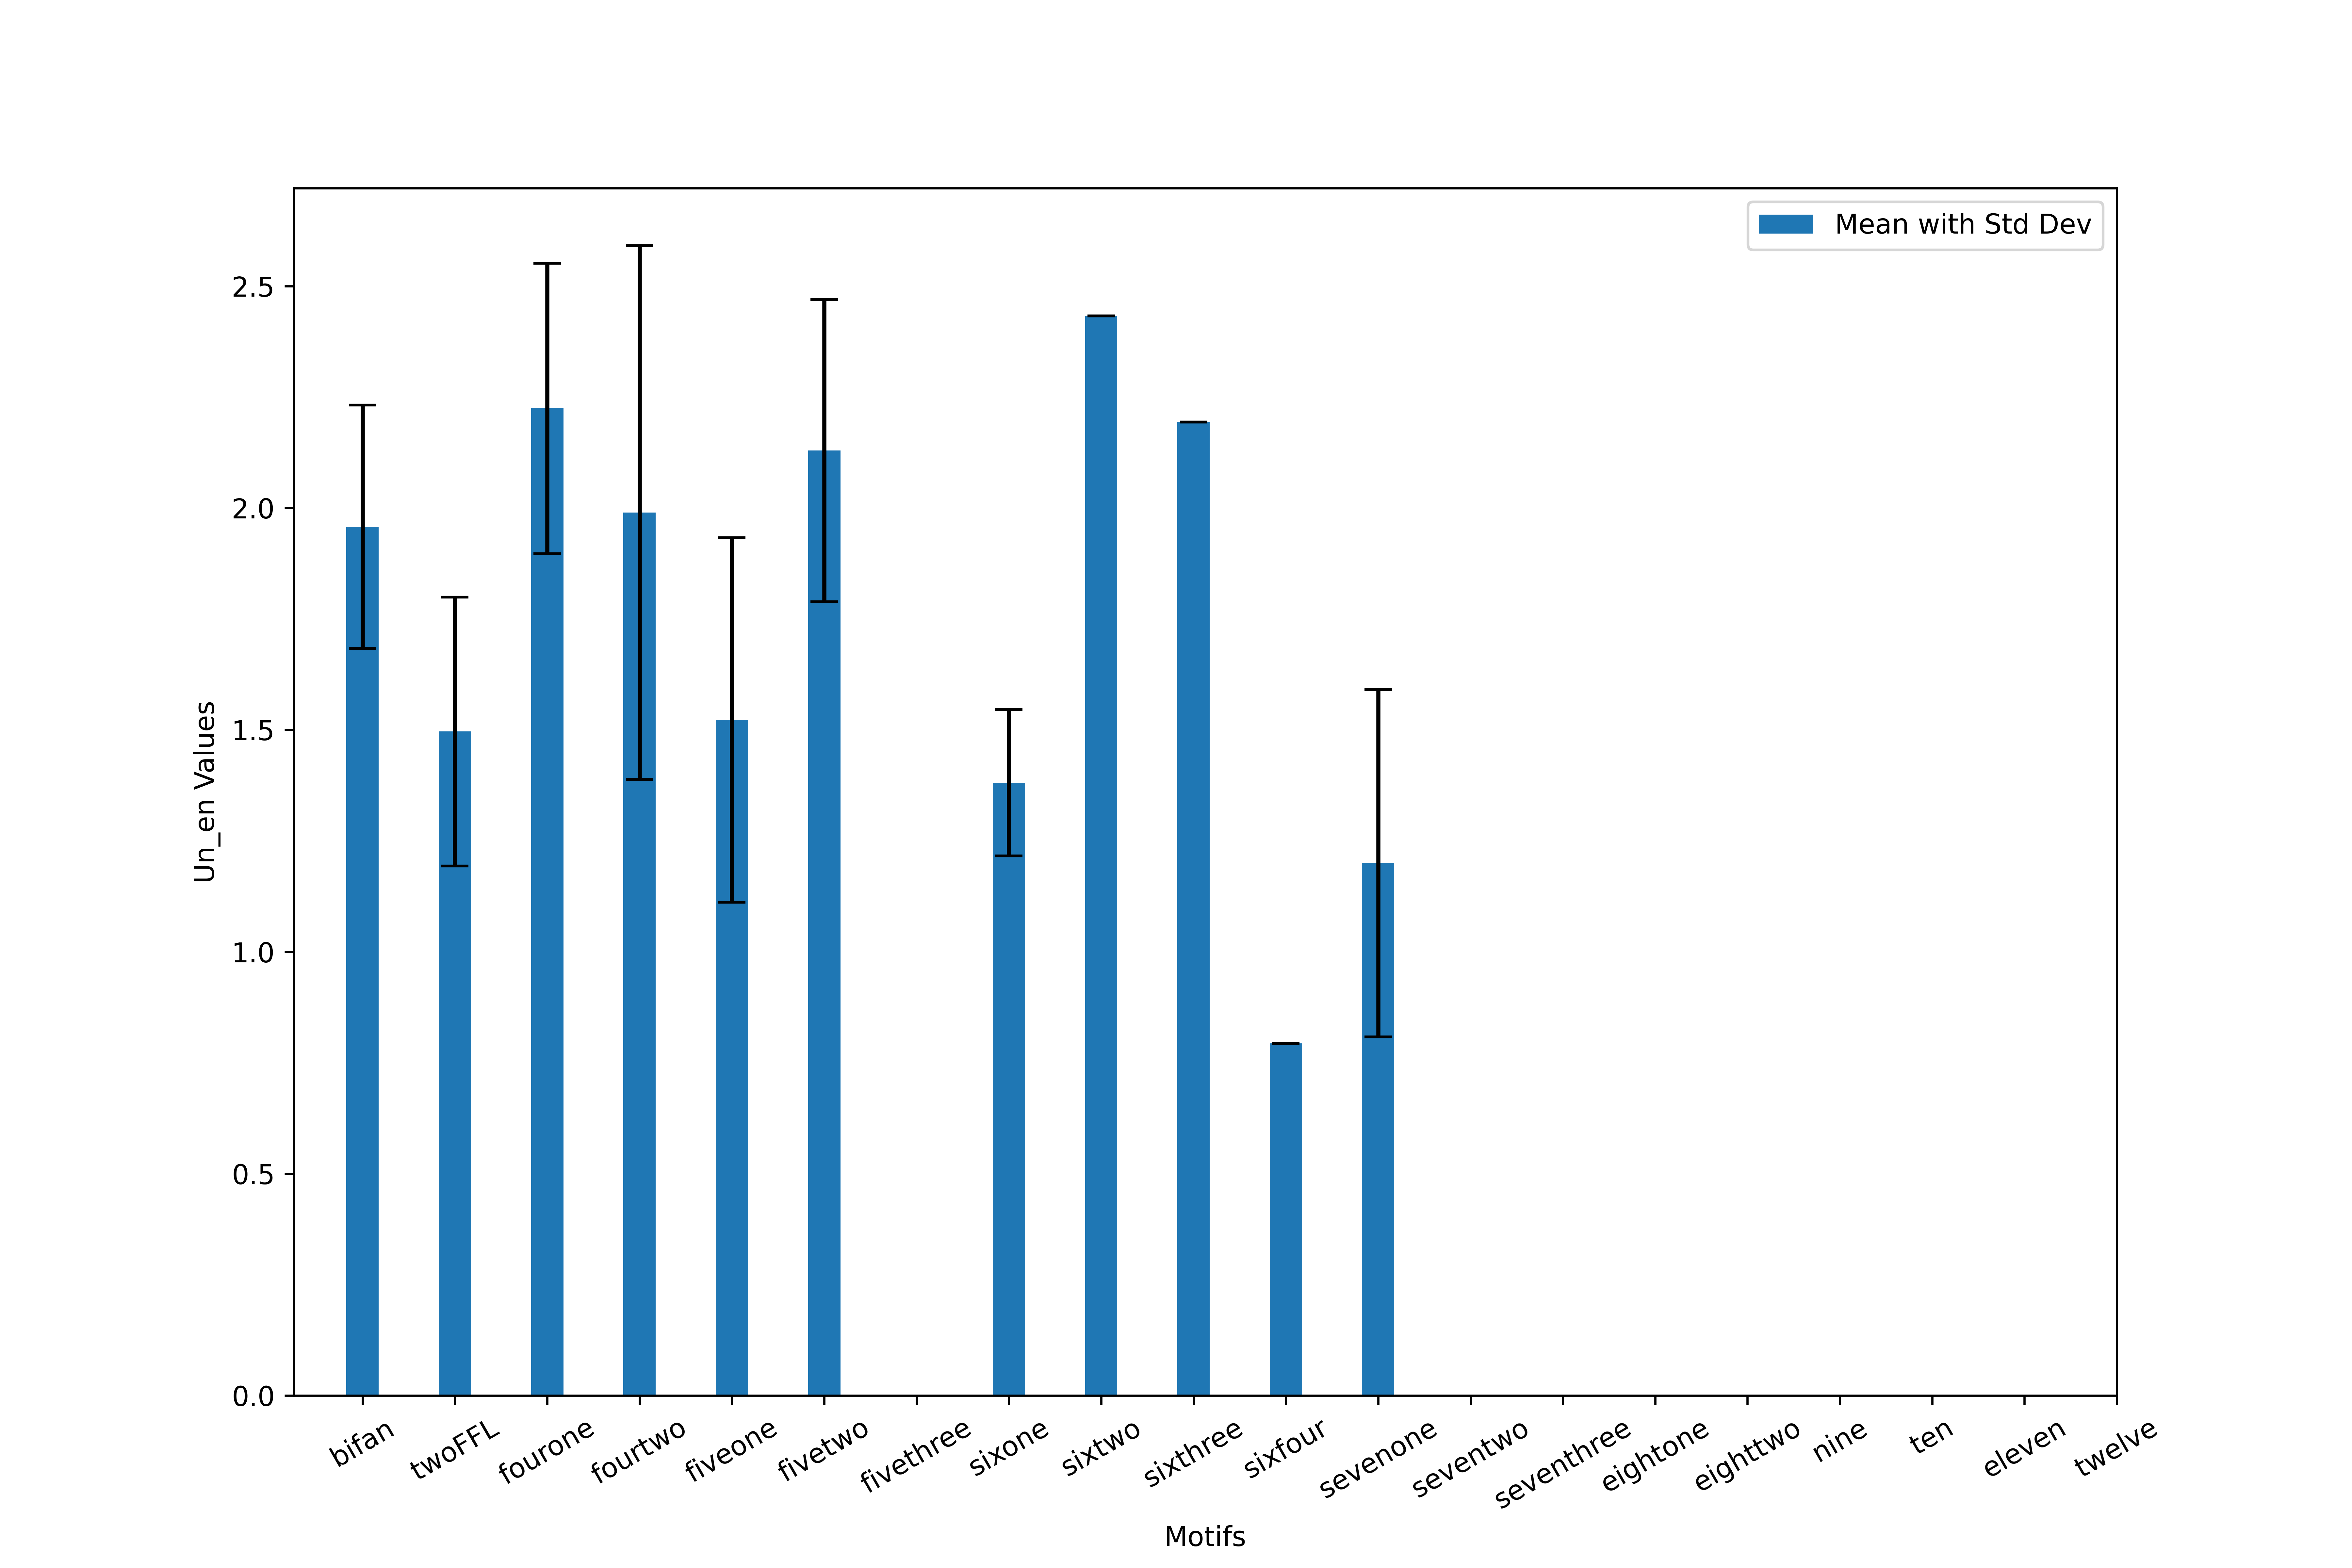 Mean with Std Dev
Un_en Values
2.5
2.0
1.5
1.0
0.5
0.0
bifan
twoFFL
fourone
fourtwo
fiveone
fivetwo
fivethree
sixone
sixtwo
sixthree
sixfour
sevenone
seventwo
seventhree
eightone
eighttwo
nine
ten
eleven
twelve
Motifs